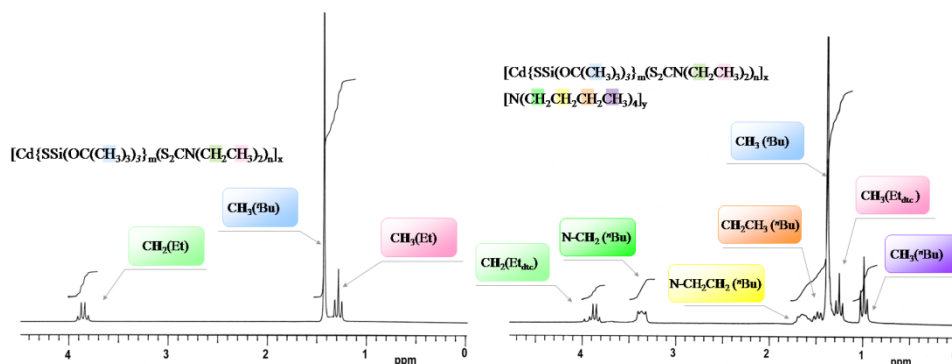 [Cd{SSi(OC(CH3)3)3}m(S2CN(CH2CH3)2)n]x
CH3(tBu)
CH2(Et)
CH3(Et)
4
3
2
1
0
ppm
[Cd{SSi(OC(CH3)3)3}m(S2CN(CH2CH3)2)n]x
[N(CH2CH2CH2CH3)4]y
CH3 (tBu)
CH3(Etdtc)
CH2CH3 (nBu)
N-CH2 (nBu)
CH2(Etdtc)
N-CH2CH2 (nBu)
CH3(nBu)
4
3
2
1
ppm